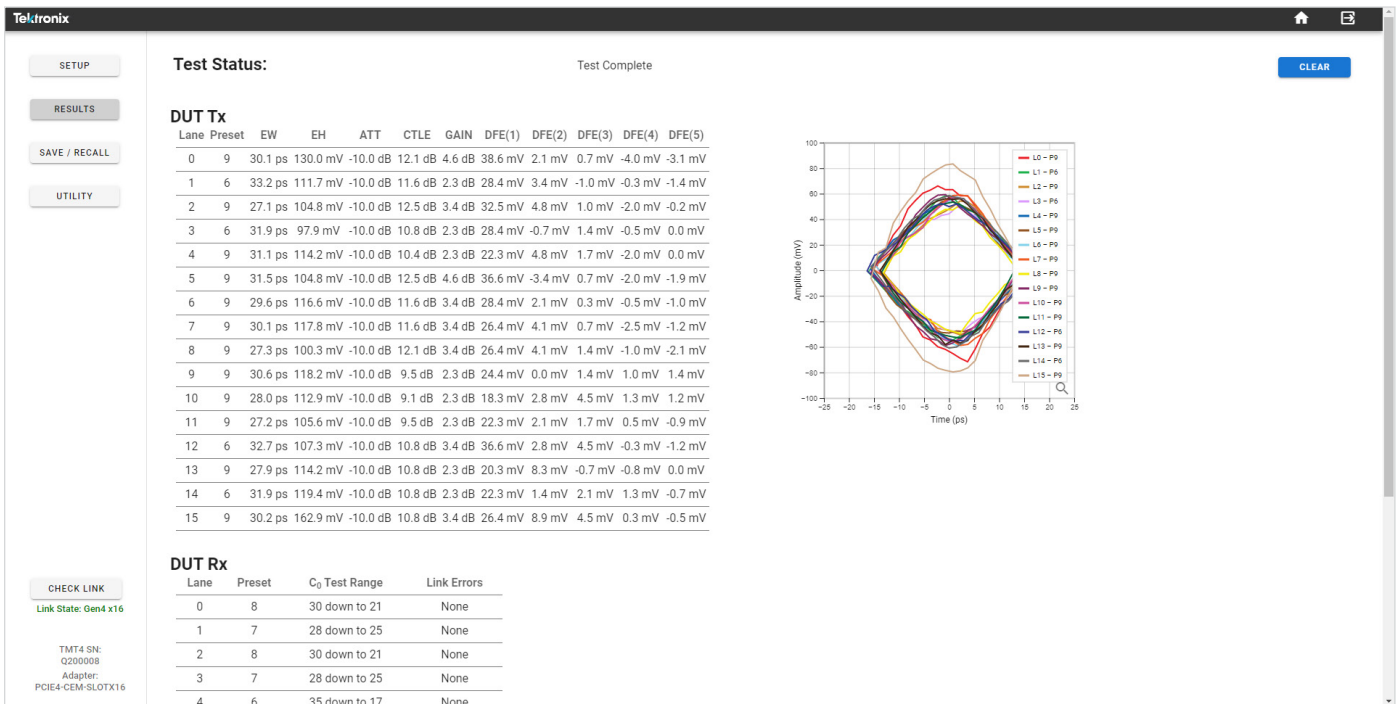 Tektronix
SETUP
RESULTS
SAVE / RECALL
UTILITY
CHECK LINK
Link State: Gen4 x16
TMT4 SN:
Q200008
Adapter:
PCIE4-CEM-SLOTX16
Test Status: Test Complete CLEAR
DUT Tx
Lane Preset EW EH ATT CTLE GAIN DFE(1) DFE(2) DFE(3) DFE(4) DFE(5)
0 9 30.1 ps 130.0 mV -10.0 dB 12.1 dB 4.6 dB 38.6 mV 2.1 mV 0.7 mV -4.0 mV -3.1 mV
1 6 33.2 ps 111.7 mV -10.0 dB 11.6 dB 2.3 dB 28.4 mV 3.4 mV -1.0 mV -0.3 mV -1.4 mV
2 9 27.1 ps 104.8 mV -10.0 dB 12.5 dB 3.4 dB 32.5 mV 4.8 mV 1.0 mV -2.0 mV -0.2 mV
3 6 31.9 ps 97.9 mV -10.0 dB 10.8 dB 2.3 dB 28.4 mV -0.7 mV 1.4 mV -0.5 mV 0.0 mV
4 9 31.1 ps 114.2 mV -10.0 dB 10.4 dB 2.3 dB 22.3 mV 4.8 mV 1.7 mV -2.0 mV 0.0 mV
5 9 31.5 ps 104.8 mV -10.0 dB 12.5 dB 4.6 dB 36.6 mV -3.4 mV 0.7 mV -2.0 mV -1.9 mV
6 9 29.6 ps 116.6 mV -10.0 dB 11.6 dB 3.4 dB 28.4 mV 2.1 mV 0.3 mV -0.5 mV -1.0 mV
7 9 30.1 ps 117.8 mV -10.0 dB 11.6 dB 3.4 dB 26.4 mV 4.1 mV 0.7 mV -2.5 mV -1.2 mV
8 9 27.3 ps 100.3 mV -10.0 dB 12.1 dB 3.4 dB 26.4 mV 4.1 mV 1.4 mV -1.0 mV -2.1 mV
9 9 30.6 ps 118.2 mV -10.0 dB 9.5 dB 2.3 dB 24.4 mV 0.0 mV 1.4 mV 1.0 mV 1.4 mV
10 9 28.0 ps 112.9 mV -10.0 dB 9.1 dB 2.3 dB 18.3 mV 2.8 mV 4.5 mV 1.3 mV 1.2 mV
11 9 27.2 ps 105.6 mV -10.0 dB 9.5 dB 2.3 dB 22.3 mV 2.1 mV 1.7 mV 0.5 mV -0.9 mV
12 6 32.7 ps 107.3 mV -10.0 dB 10.8 dB 3.4 dB 36.6 mV 2.8 mV 4.5 mV -0.3 mV -1.2 mV
13 9 27.9 ps 114.2 mV -10.0 dB 10.8 dB 2.3 dB 20.3 mV 8.3 mV -0.7 mV -0.8 mV 0.0 mV
14 6 31.9 ps 119.4 mV -10.0 dB 10.8 dB 2.3 dB 22.3 mV 1.4 mV 2.1 mV 1.3 mV -0.7 mV
15 9 30.2 ps 162.9 mV -10.0 dB 10.8 dB 3.4 dB 26.4 mV 8.9 mV 4.5 mV 0.3 mV -0.5 mV
Amplitude (mV)
100
80
60
40
20
0
-20
-40
-60
-80
-100
-25 -20 -15 -10 -5 0 5 10 15 20 25
Time (ps)
L0 – P9
L1 – P6
L2 – P9
L3 – P6
L4 – P9
L5 – P9
L6 – P9
L7 – P9
L8 – P9
L9 – P9
L10 – P9
L11 – P9
L12 – P6
L13 – P9
L14 – P6
L15 – P9
DUT Rx
Lane Preset C₀ Test Range Link Errors
0 8 30 down to 21 None
1 7 28 down to 25 None
2 8 30 down to 21 None
3 7 28 down to 25 None
4 6 35 down to 17 None